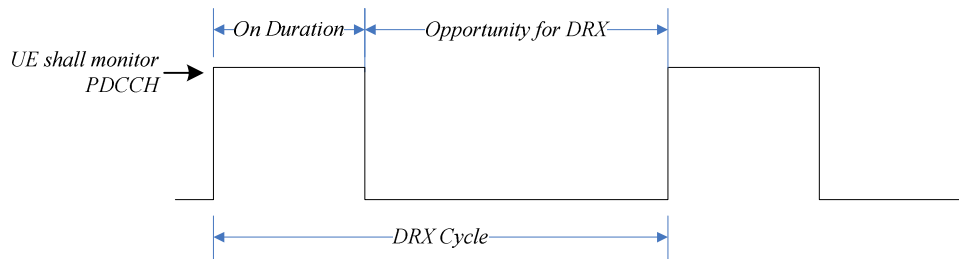 On Duration
Opportunity for DRX
UE shall monitor
PDCCH
DRX Cycle